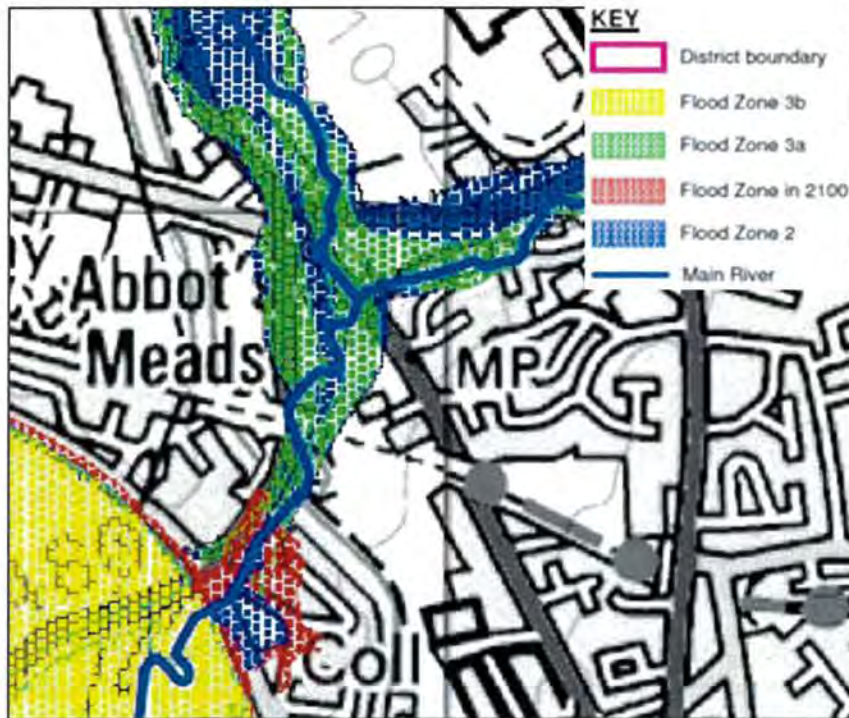 KEY
District boundary
Flood Zone 3b
Flood Zone 3a
Flood Zone in 2100
Flood Zone 2
Main River
10
Abbot's
Meads
MP
Coll